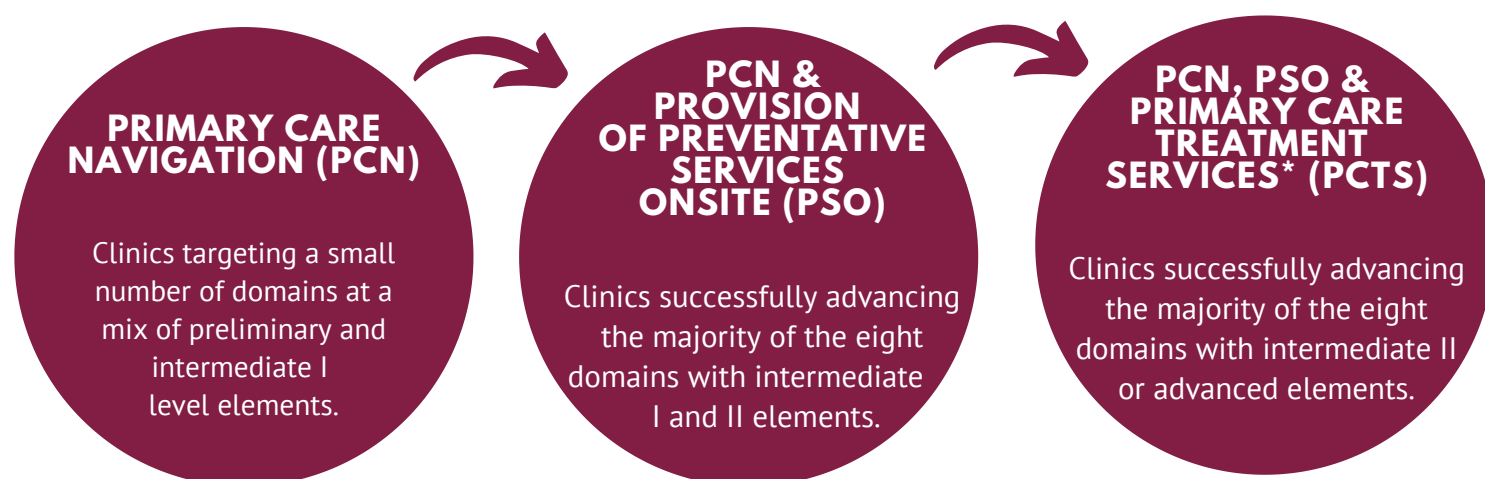 PRIMARY CARE
NAVIGATION (PCN)
Clinics targeting a small
number of domains at a
mix of preliminary and
intermediate I
level elements.
PCN &
PROVISION
OF PREVENTATIVE
SERVICES
ONSITE (PSO)
Clinics successfully advancing
the majority of the eight
domains with intermediate
I and II elements.
PCN, PSO &
PRIMARY CARE
TREATMENT
SERVICES* (PCTS)
Clinics successfully advancing
the majority of the eight
domains with intermediate II
or advanced elements.